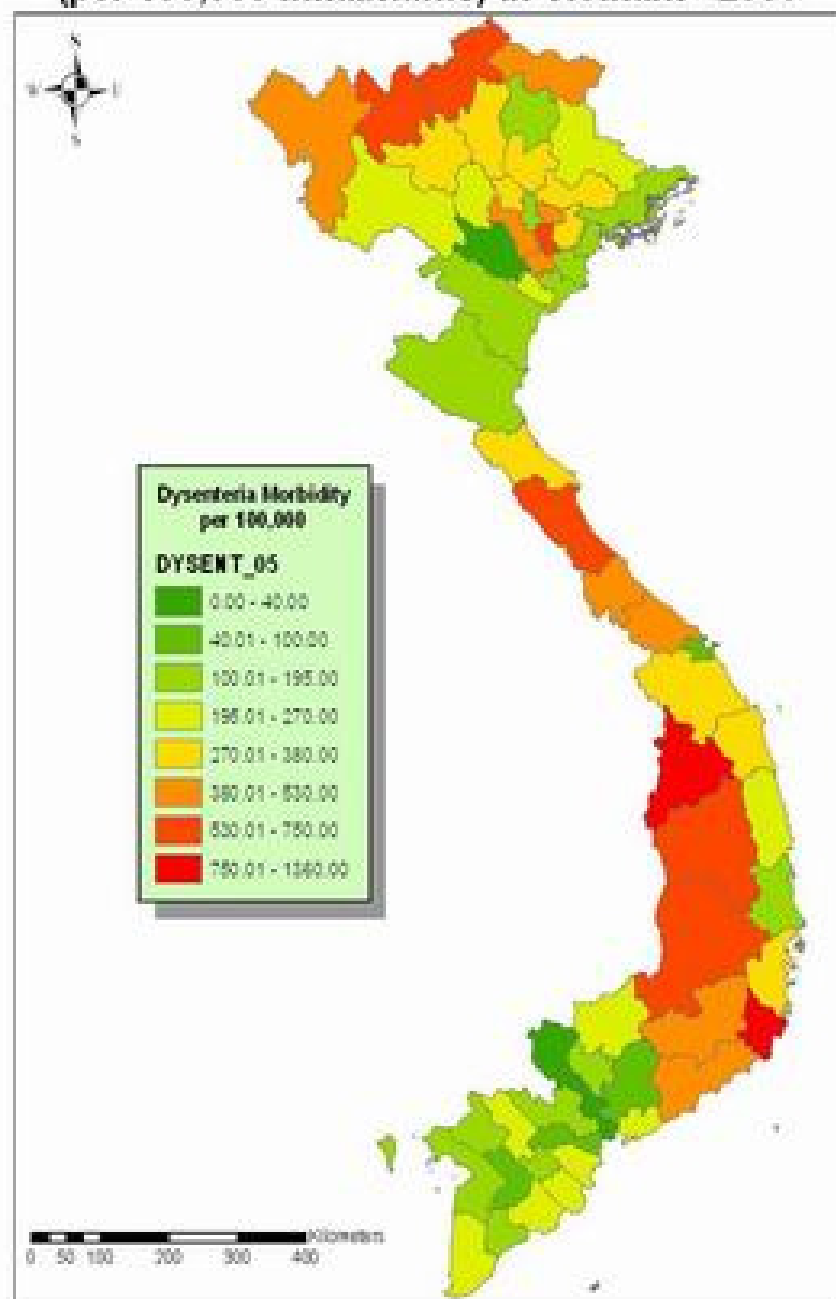 N
W E
S
Dysenteria Morbidity
per 100,000
DYSENT_05
0.00 - 40.00
40.01 - 100.00
100.01 - 195.00
195.01 - 270.00
270.01 - 380.00
380.01 - 530.00
530.01 - 750.00
750.01 - 1360.00
Kilometers
0 50 100 200 300 400